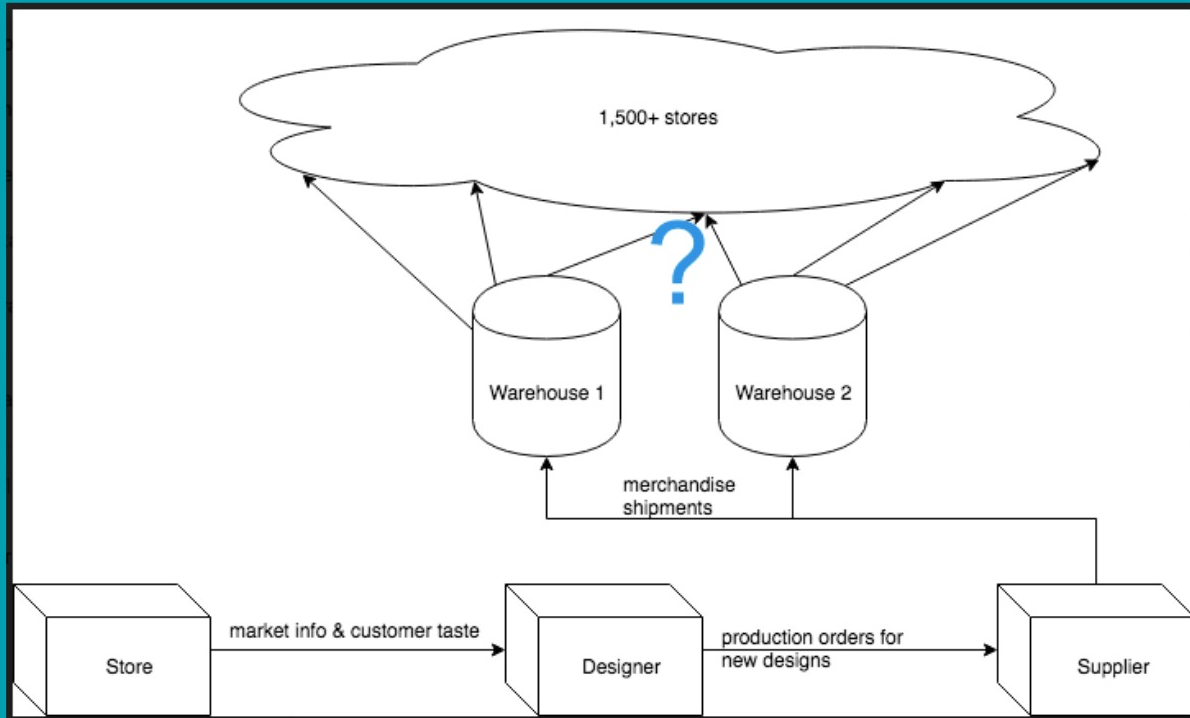 1,500+ stores
?
Warehouse 1
Warehouse 2
merchandise
shipments
Store
market info & customer taste
Designer
production orders for
new designs
Supplier